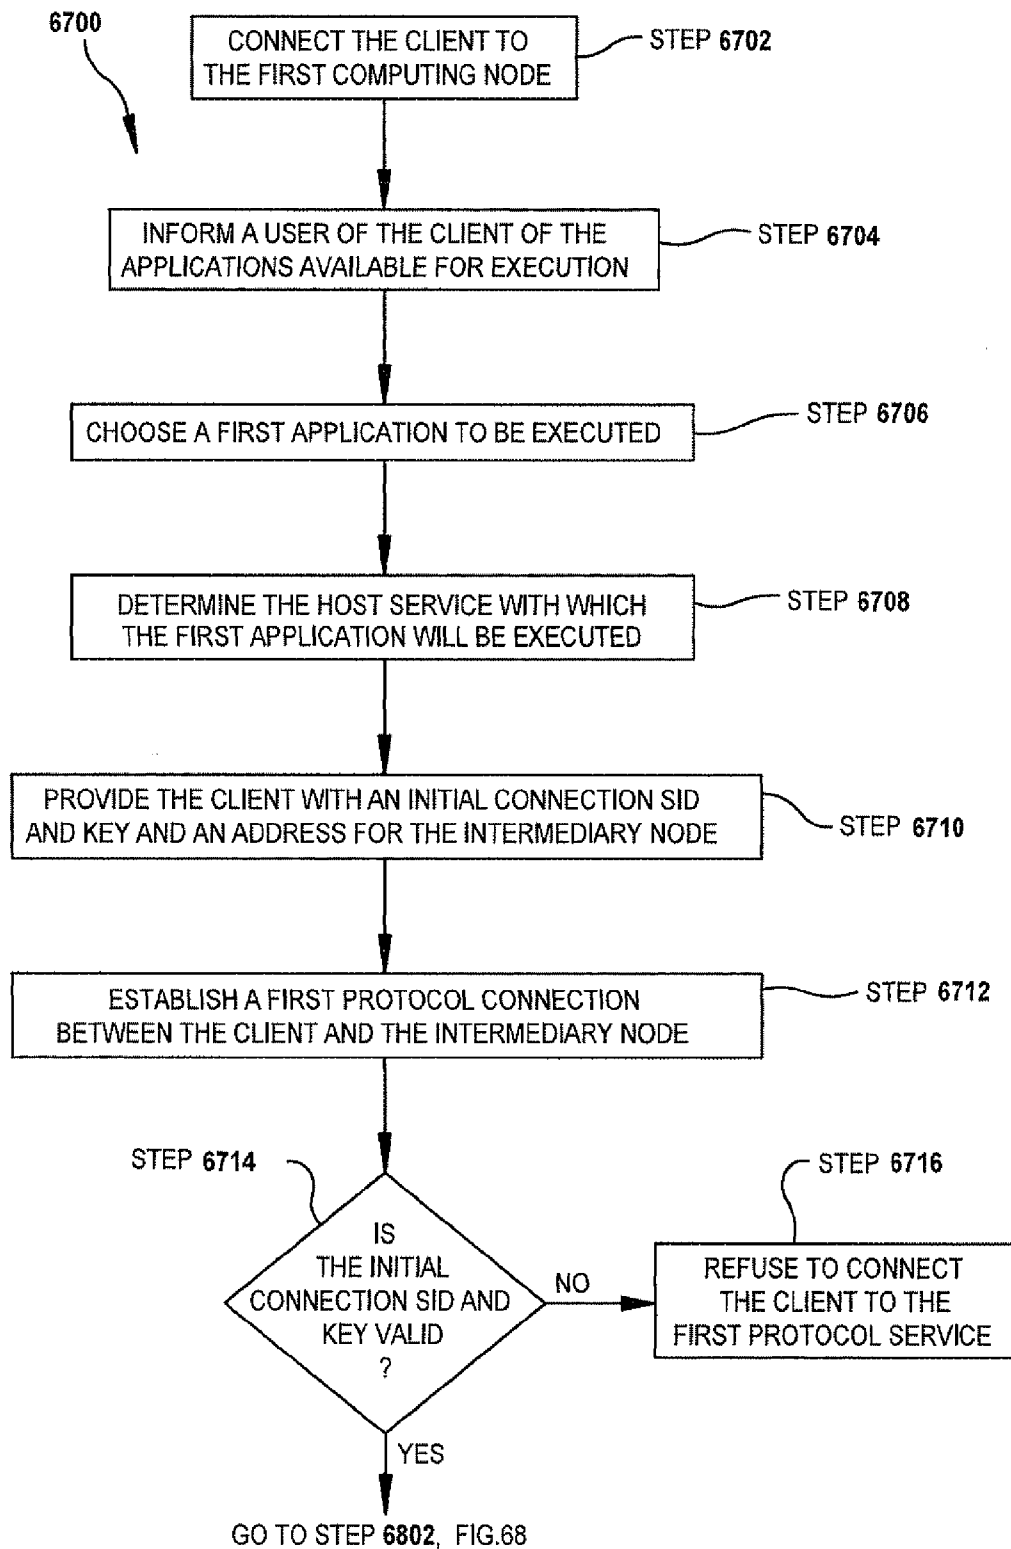 6700
CONNECT THE CLIENT TO
THE FIRST COMPUTING NODE
STEP 6702
INFORM A USER OF THE CLIENT OF THE
APPLICATIONS AVAILABLE FOR EXECUTION
STEP 6704
CHOOSE A FIRST APPLICATION TO BE EXECUTED
STEP 6706
DETERMINE THE HOST SERVICE WITH WHICH
THE FIRST APPLICATION WILL BE EXECUTED
STEP 6708
PROVIDE THE CLIENT WITH AN INITIAL CONNECTION SID
AND KEY AND AN ADDRESS FOR THE INTERMEDIARY NODE
STEP 6710
ESTABLISH A FIRST PROTOCOL CONNECTION
BETWEEN THE CLIENT AND THE INTERMEDIARY NODE
STEP 6712
STEP 6714
IS
THE INITIAL
CONNECTION SID AND
KEY VALID
?
NO
STEP 6716
REFUSE TO CONNECT
THE CLIENT TO THE
FIRST PROTOCOL SERVICE
YES
GO TO STEP 6802, FIG.68